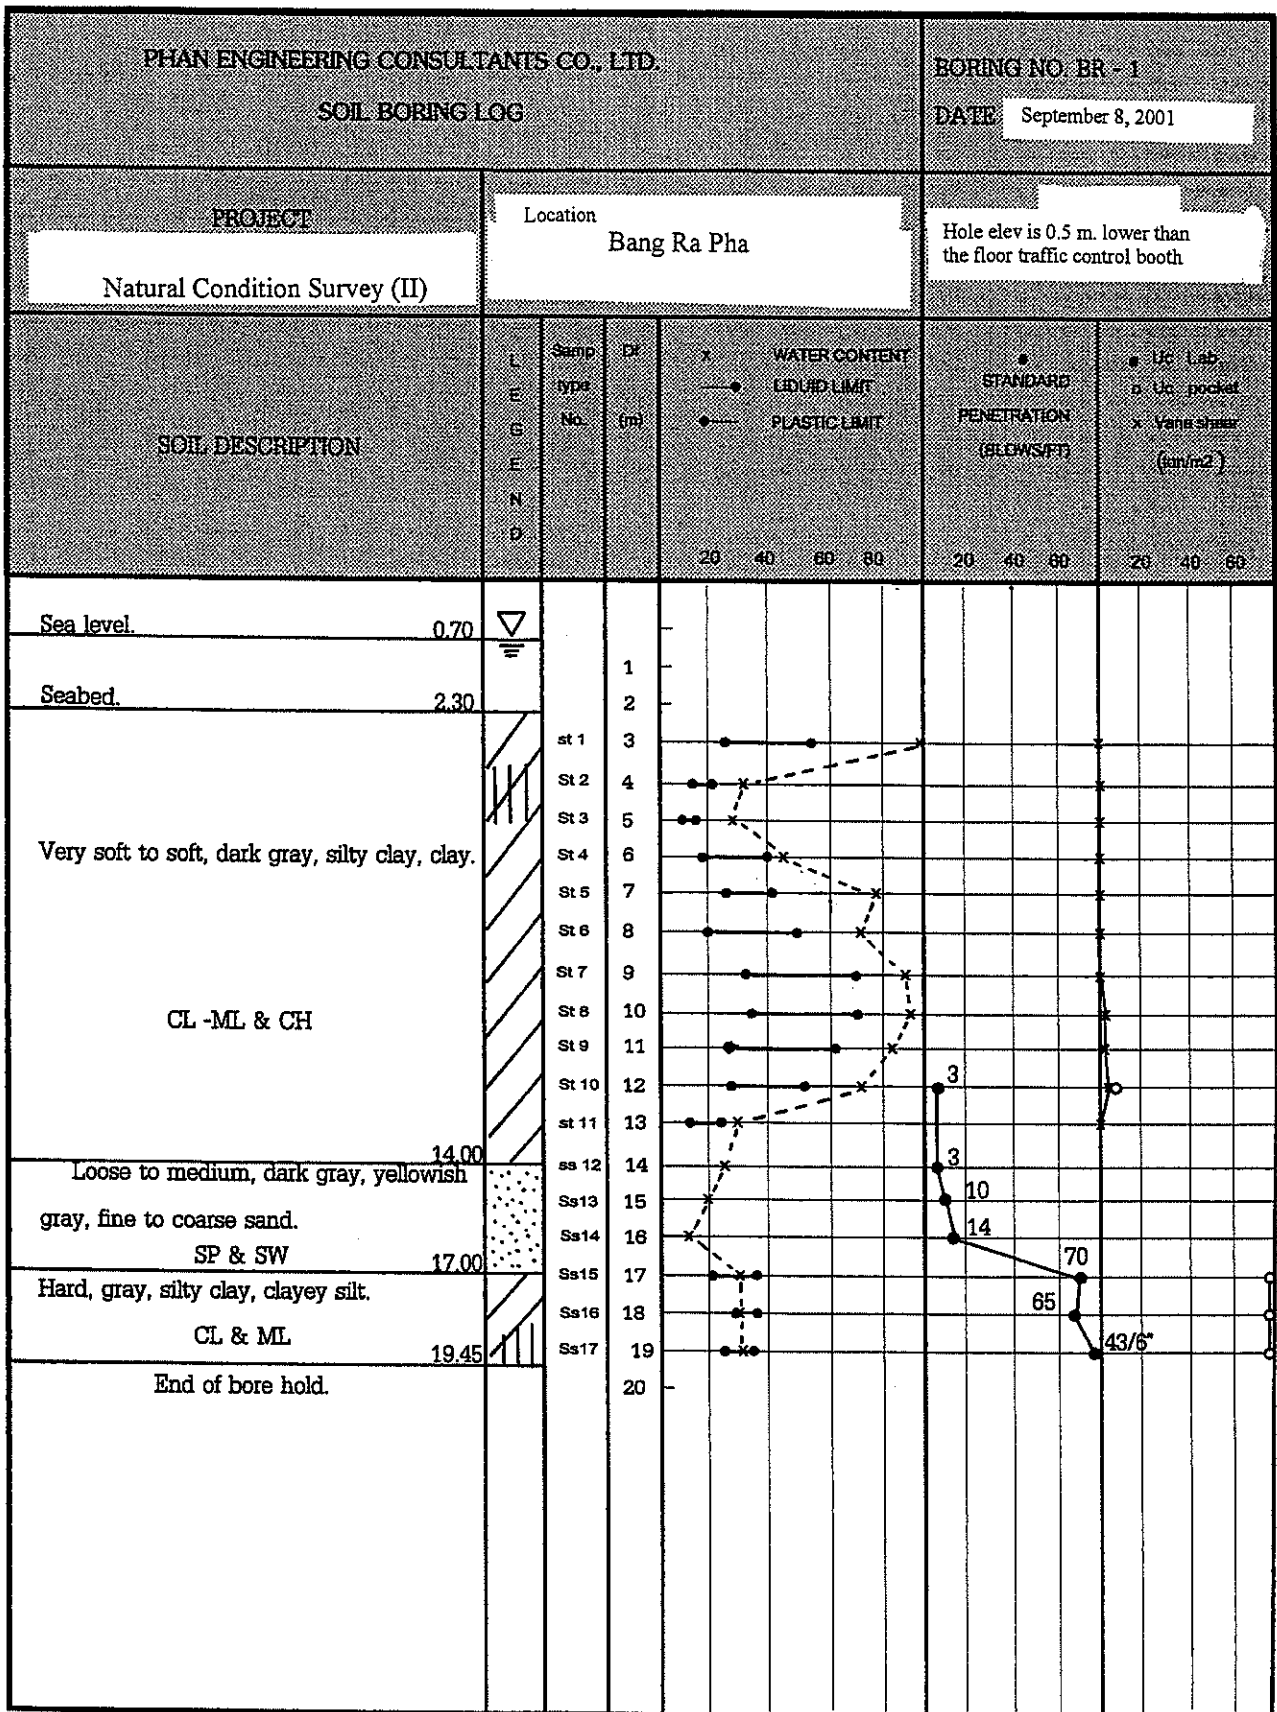 PHAN ENGINEERING CONSULTANTS CO., LTD.
SOIL BORING LOG
BORING NO. BR - 1
DATE September 8, 2001
PROJECT
Natural Condition Survey (II)
Location
Bang Ra Pha
Hole elev is 0.5 m. lower than
the floor traffic control booth
SOIL DESCRIPTION
L
E
G
E
N
D
Samp
type
No.
(m)
x WATER CONTENT
LIDUID LIMIT
PLASTIC LIMIT
20 40 60 80
STANDARD
PENETRATION
(BLOWS/FT)
20 40 60
Uc Lab.
Uc pocket
x Vane shear
20 40 60
Sea level. 0.70
1
Seabed. 2.30
2
st 1 3
St 2 4
St 3 5
Very soft to soft, dark gray, silty clay, clay.
St 4 6
St 5 7
St 6 8
St 7 9
CL -ML & CH
St 8 10
St 9 11
St 10 12 3
st 11 13
14.00
ss 12 14 3
Loose to medium, dark gray, yellowish
Ss13 15 10
gray, fine to coarse sand.
Ss14 16 14
SP & SW 17.00
Ss15 17 70
Hard, gray, silty clay, clayey silt.
Ss16 18 65
CL & ML
19.45
Ss17 19 43/6"
End of bore hold.
20